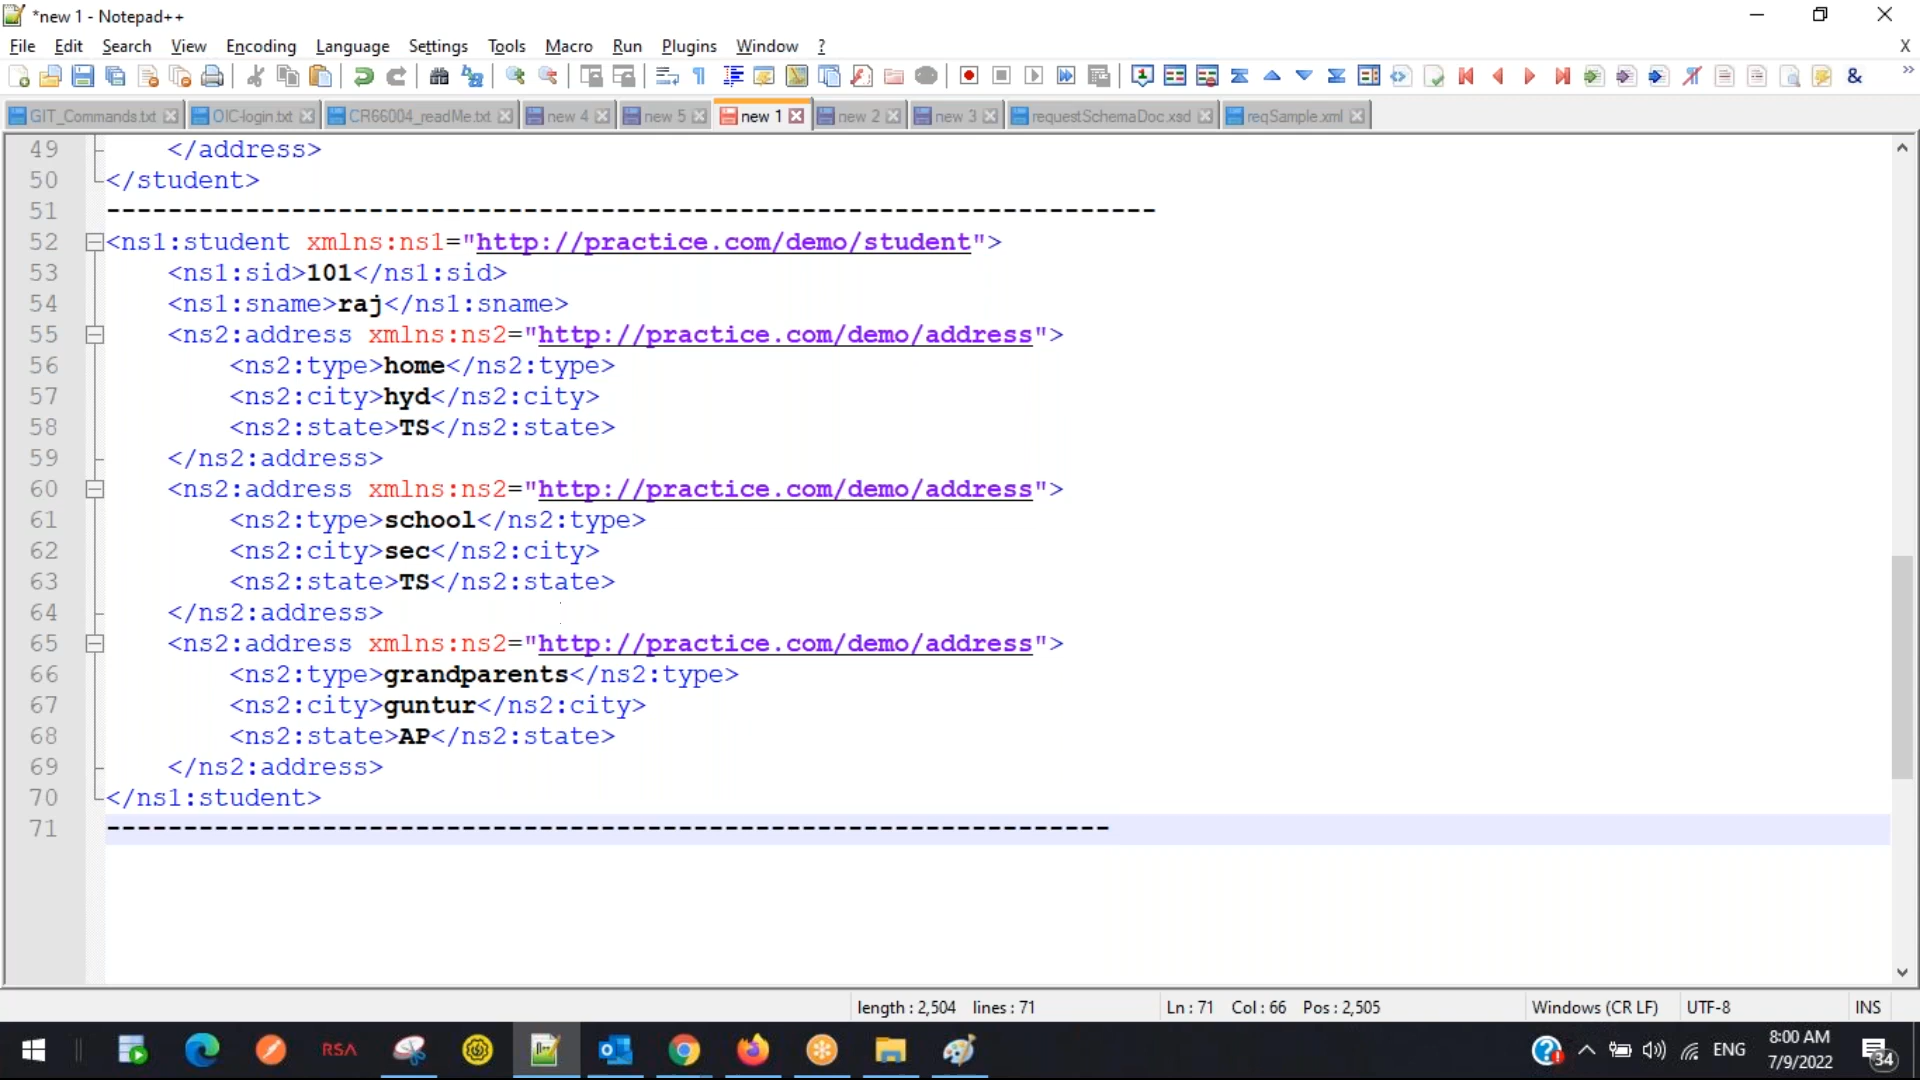 *new 1 - Notepad++
File Edit Search View Encoding Language Settings Tools Macro Run Plugins Window ? X
GIT_Commands.txt OIC-login.txt CR66004_readMe.txt new 4 new 5 new 1 new 2 new 3 requestSchemaDoc.xsd reqSample.xml
49 </address>
50 </student>
51 --------------------------------------------------------------------
52 <ns1:student xmlns:ns1="http://practice.com/demo/student">
53 <ns1:sid>101</ns1:sid>
54 <ns1:sname>raj</ns1:sname>
55 <ns2:address xmlns:ns2="http://practice.com/demo/address">
56 <ns2:type>home</ns2:type>
57 <ns2:city>hyd</ns2:city>
58 <ns2:state>TS</ns2:state>
59 </ns2:address>
60 <ns2:address xmlns:ns2="http://practice.com/demo/address">
61 <ns2:type>school</ns2:type>
62 <ns2:city>sec</ns2:city>
63 <ns2:state>TS</ns2:state>
64 </ns2:address>
65 <ns2:address xmlns:ns2="http://practice.com/demo/address">
66 <ns2:type>grandparents</ns2:type>
67 <ns2:city>guntur</ns2:city>
68 <ns2:state>AP</ns2:state>
69 </ns2:address>
70 </ns1:student>
71 -----------------------------------------------------------------
length : 2,504 lines : 71 Ln : 71 Col : 66 Pos : 2,505 Windows (CR LF) UTF-8 INS
RSA ENG 8:00 AM
7/9/2022 34